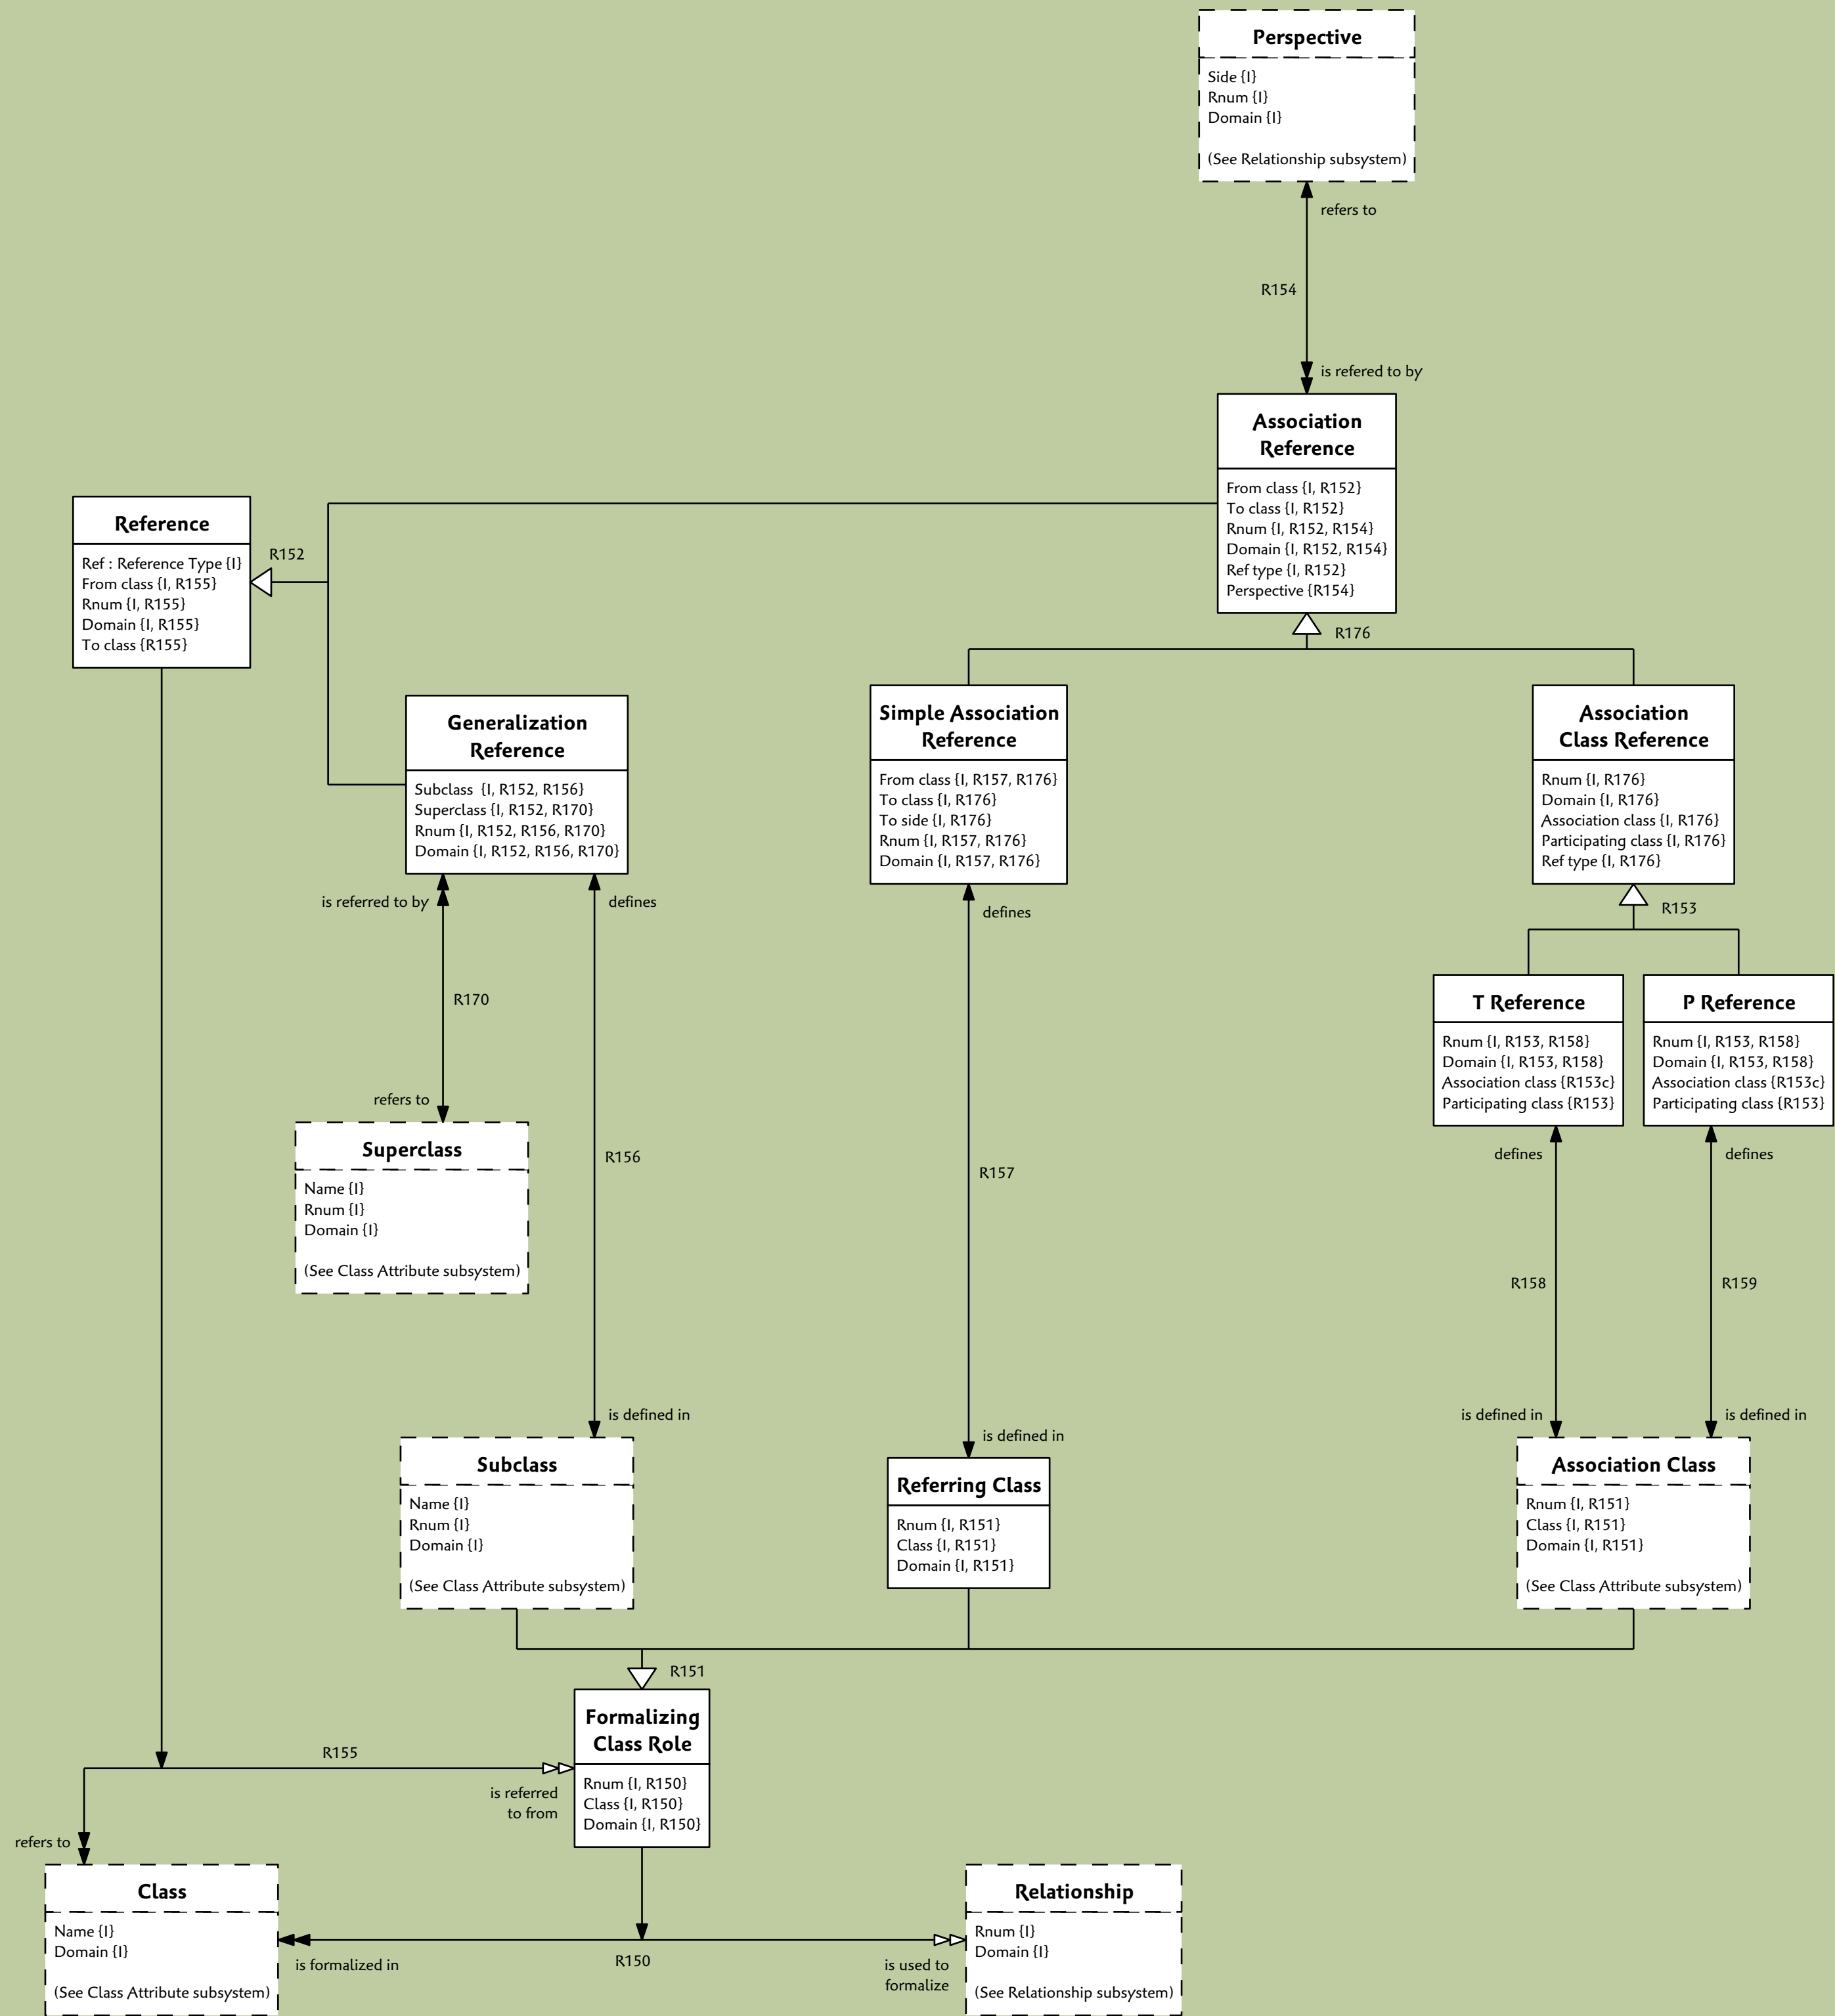 Perspective
Side {I}
Rnum {I}
Domain {I}
(See Relationship subsystem)
refers to
R154
is refered to by
Association
Reference
From class {I, R152}
To class {I, R152}
Rnum {I, R152, R154}
Domain {I, R152, R154}
Ref type {I, R152}
Perspective {R154}
Reference
Ref : Reference Type {I}
From class {I, R155}
Rnum {I, R155}
Domain {I, R155}
To class {R155}
R152
R176
Generalization
Reference
Subclass  {I, R152, R156}
Superclass {I, R152, R170}
Rnum {I, R152, R156, R170}
Domain {I, R152, R156, R170}
Simple Association
Reference
From class {I, R157, R176}
To class {I, R176}
To side {I, R176}
Rnum {I, R157, R176}
Domain {I, R157, R176}
Association
Class Reference
Rnum {I, R176}
Domain {I, R176}
Association class {I, R176}
Participating class {I, R176}
Ref type {I, R176}
is referred to by
defines
defines
R153
T Reference
Rnum {I, R153, R158}
Domain {I, R153, R158}
Association class {R153c}
Participating class {R153}
P Reference
Rnum {I, R153, R158}
Domain {I, R153, R158}
Association class {R153c}
Participating class {R153}
R170
refers to
Superclass
Name {I}
Rnum {I}
Domain {I}
(See Class Attribute subsystem)
R156
R157
defines
defines
R158
R159
is defined in
is defined in
is defined in
is defined in
Subclass
Name {I}
Rnum {I}
Domain {I}
(See Class Attribute subsystem)
Referring Class
Rnum {I, R151}
Class {I, R151}
Domain {I, R151}
Association Class
Rnum {I, R151}
Class {I, R151}
Domain {I, R151}
(See Class Attribute subsystem)
R151
Formalizing
Class Role
Rnum {I, R150}
Class {I, R150}
Domain {I, R150}
R155
is referred
to from
refers to
Class
Name {I}
Domain {I}
(See Class Attribute subsystem)
is formalized in
R150
is used to
formalize
Relationship
Rnum {I}
Domain {I}
(See Relationship subsystem)